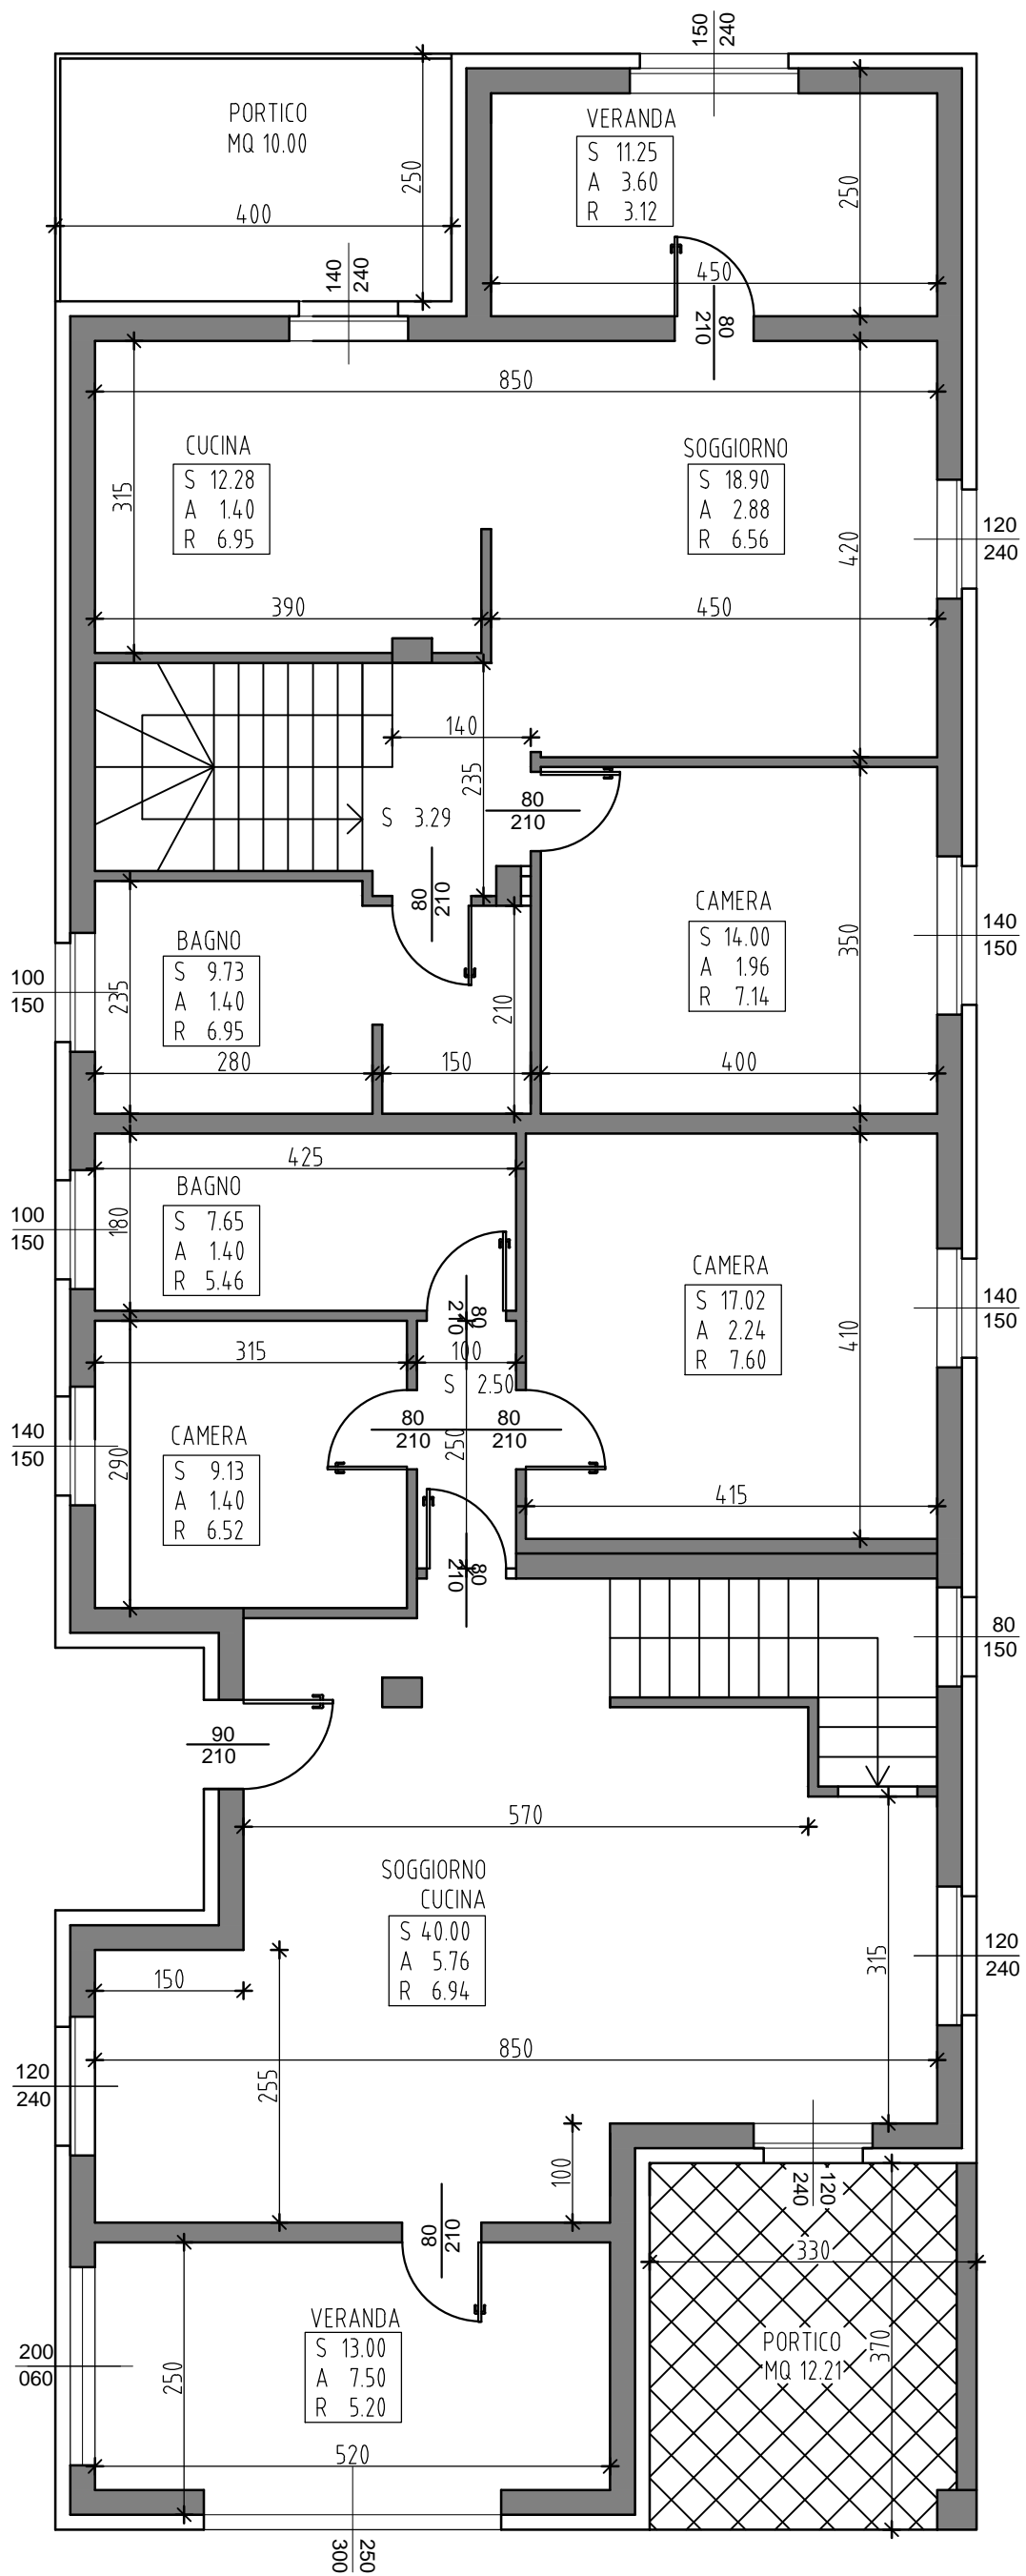 150
240
PORTICO
MQ 10.00
250
400
VERANDA
S 11.25
A 3.60
R 3.12
250
450
140
240
80
210
850
CUCINA
S 12.28
A 1.40
R 6.95
315
SOGGIORNO
S 18.90
A 2.88
R 6.56
420
120
240
390
450
140
235
80
210
S 3.29
80
210
BAGNO
S 9.73
A 1.40
R 6.95
100
150
235
210
CAMERA
S 14.00
A 1.96
R 7.14
350
140
150
280
150
400
425
BAGNO
S 7.65
A 1.40
R 5.46
100
150
180
80
210
CAMERA
S 17.02
A 2.24
R 7.60
410
140
150
315
100
S 2.50
80
210
80
210
250
CAMERA
S 9.13
A 1.40
R 6.52
140
150
290
415
80
210
80
150
90
210
570
SOGGIORNO
CUCINA
S 40.00
A 5.76
R 6.94
315
120
240
150
850
255
120
240
100
120
240
80
210
330
VERANDA
S 13.00
A 7.50
R 5.20
PORTICO
MQ 12.21
370
200
060
250
520
250
300